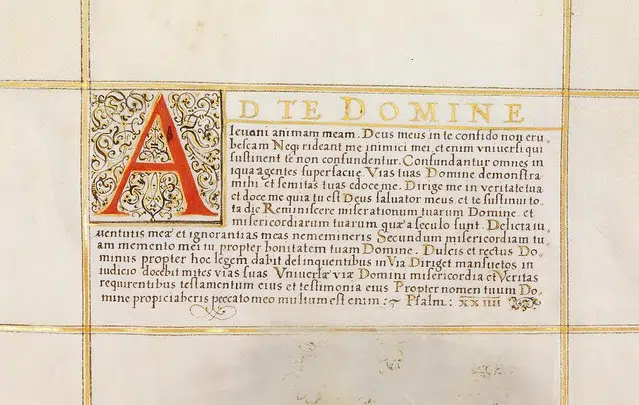 AD TE DOMINE
levaui animam meam. Deus meus in te confido non eru,
bescam Neqꝫ rideant me inimici mei, et enim vniuersi qui
sustinent te non confundentur. Confundantur omnes in
iqua agentes superfacue Vias tuas Domine demonstra
mihi et semitas tuas edoce me. Dirige me in veritate tua
et doce me quia tu es Deus saluator meus et te sustinui to
ta die Reminiscere miserationum tuarum Domine. et
misericordiarum tuarum quæ a seculo sunt. Delicta iu,
uentutis meæ et ignorantias meas ne memineris Secundum misericordiam tu,
am memento mei tu propter bonitatem tuam Domine. Dulcis et rectus Do,
minus propter hoc legem dabit delinquentibus in Via Diriget mansuetos in
iudicio docebit mites vias suas Vniuersæ viæ Domini misericordia et Veritas
requirentibus testamentum eius et testimonia eius Propter nomen tuum Do,
mine propiciaberis peccato meo multum est enim :~ Psalm: xxiiii